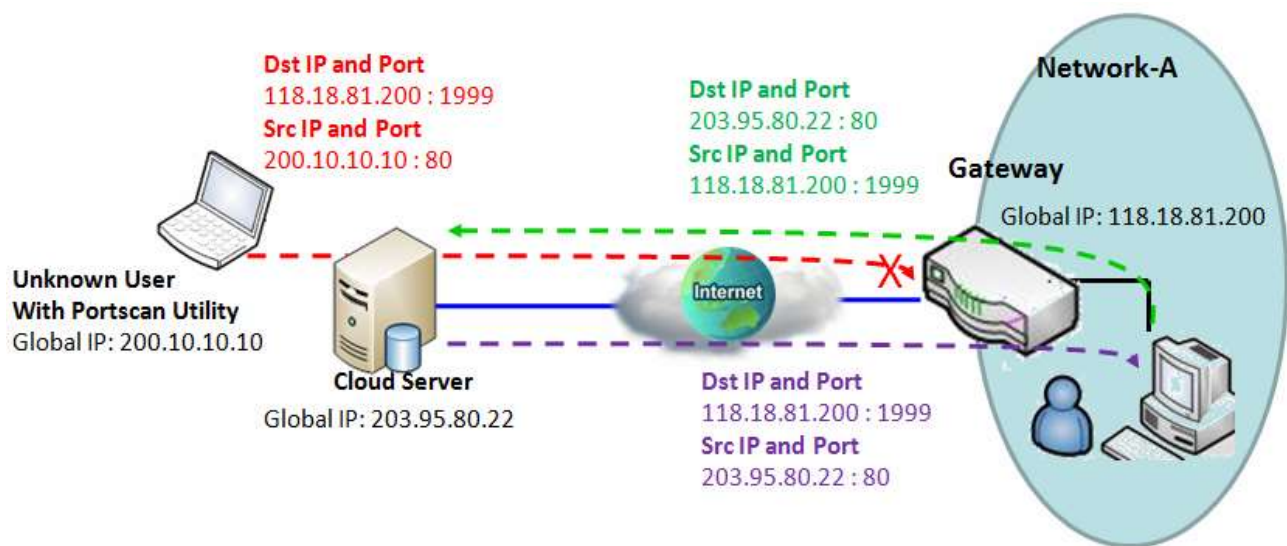 Dst IP and Port
118.18.81.200 : 1999
Src IP and Port
200.10.10.10 : 80
Dst IP and Port
203.95.80.22 : 80
Src IP and Port
118.18.81.200 : 1999
Network-A
Gateway
Global IP: 118.18.81.200
Unknown User
With Portscan Utility
Global IP: 200.10.10.10
X
Internet
Cloud Server
Global IP: 203.95.80.22
Dst IP and Port
118.18.81.200 : 1999
Src IP and Port
203.95.80.22 : 80